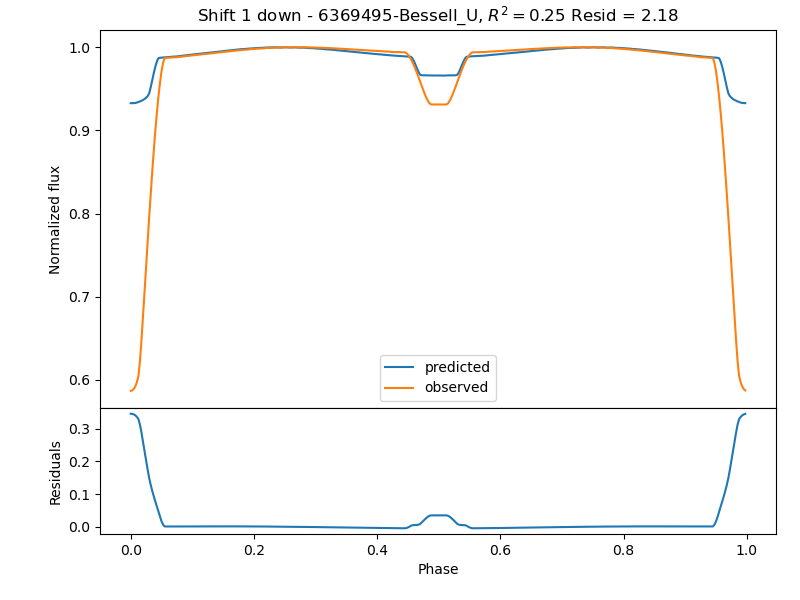 Shift 1 down - 6369495-Bessell_U, R² = 0.25 Resid = 2.18
Normalized flux
1.0
0.9
0.8
0.7
0.6
predicted
observed
Residuals
0.3
0.2
0.1
0.0
0.0 0.2 0.4 0.6 0.8 1.0
Phase